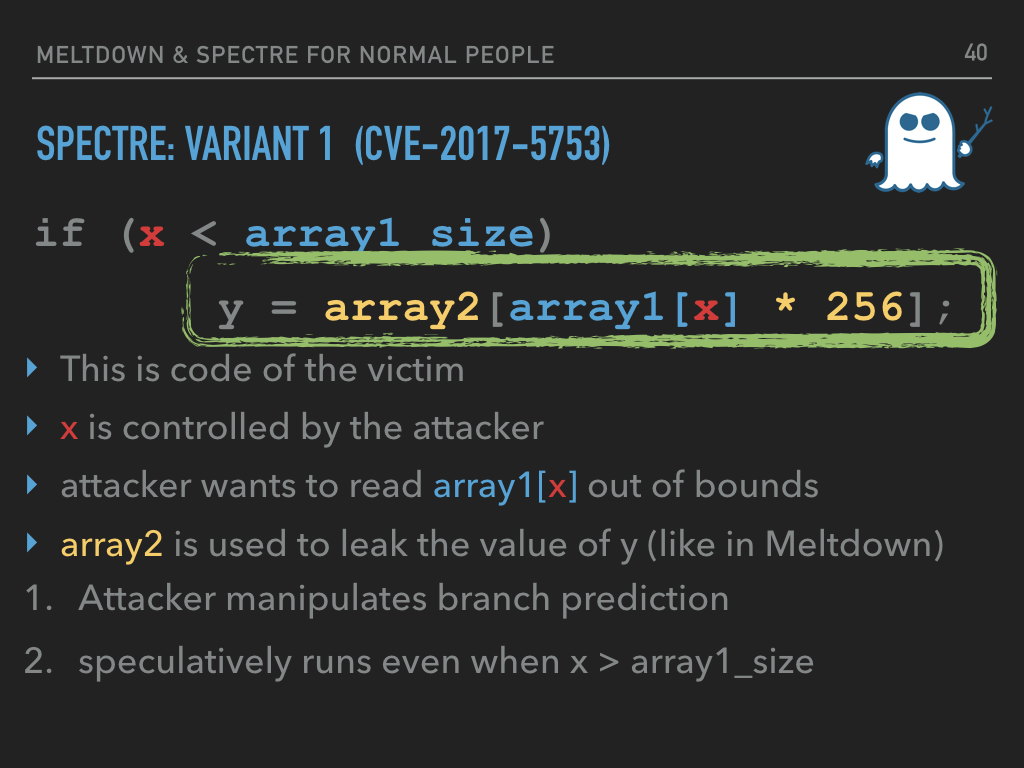 MELTDOWN & SPECTRE FOR NORMAL PEOPLE 40
SPECTRE: VARIANT 1 (CVE-2017-5753)
if (x < array1_size)
y = array2[array1[x] * 256];
This is code of the victim
x is controlled by the attacker
attacker wants to read array1[x] out of bounds
array2 is used to leak the value of y (like in Meltdown)
1. Attacker manipulates branch prediction
2. speculatively runs even when x > array1_size